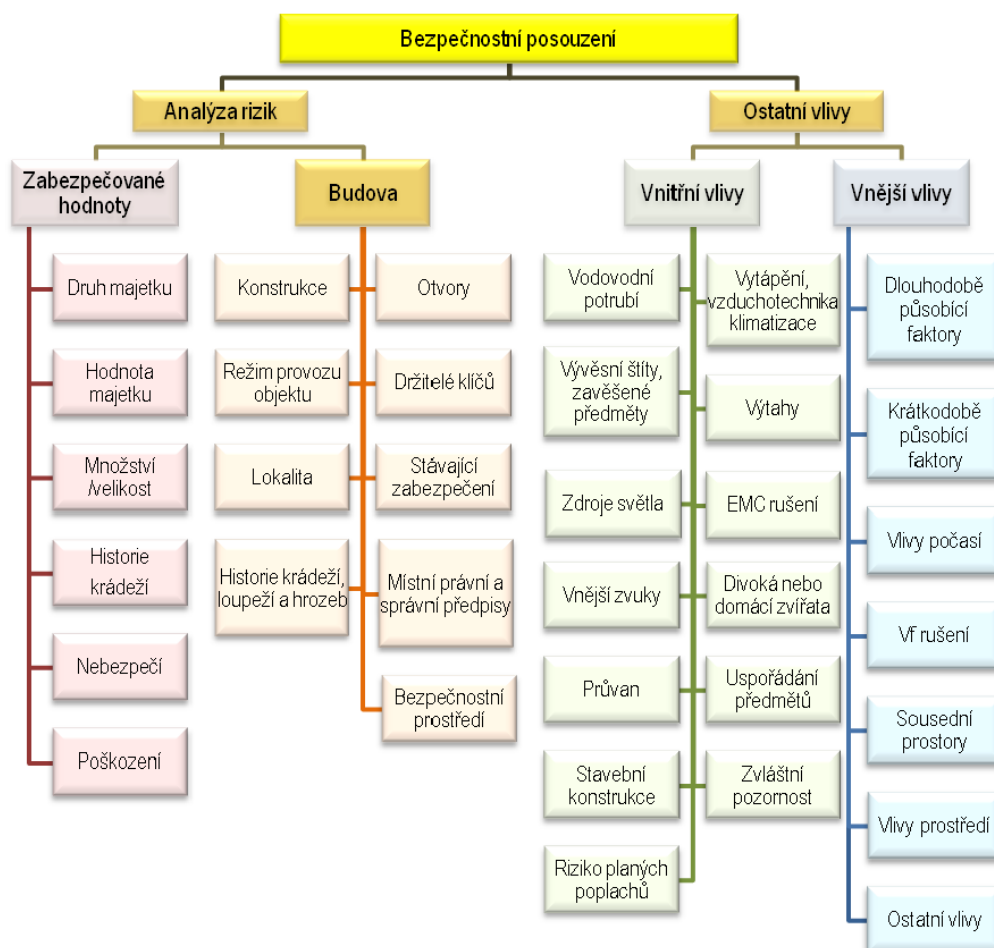 Bezpečnostní posouzení
Analýza rizik
Ostatní vlivy
Zabezpečované
hodnoty
Budova
Vnitřní vlivy
Vnější vlivy
Druh majetku
Hodnota
majetku
Množství
/velikost
Historie
krádeží
Nebezpečí
Poškození
Konstrukce
Otvory
Režim provozu
objektu
Držitelé klíčů
Lokalita
Stávající
zabezpečení
Historie krádeží,
loupeží a hrozeb
Místní právní a
správní předpisy
Bezpečnostní
prostředí
Vodovodní
potrubí
Vytápění,
vzduchotechnika
klimatizace
Vývěsní štíty,
zavěšené
předměty
Výtahy
Zdroje světla
EMC rušení
Vnější zvuky
Divoká nebo
domácí zvířata
Průvan
Uspořádání
předmětů
Stavební
konstrukce
Zvláštní
pozornost
Riziko planých
poplachů
Dlouhodobě
působící
faktory
Krátkodobě
působící
faktory
Vlivy počasí
Vf rušení
Sousední
prostory
Vlivy prostředí
Ostatní vlivy